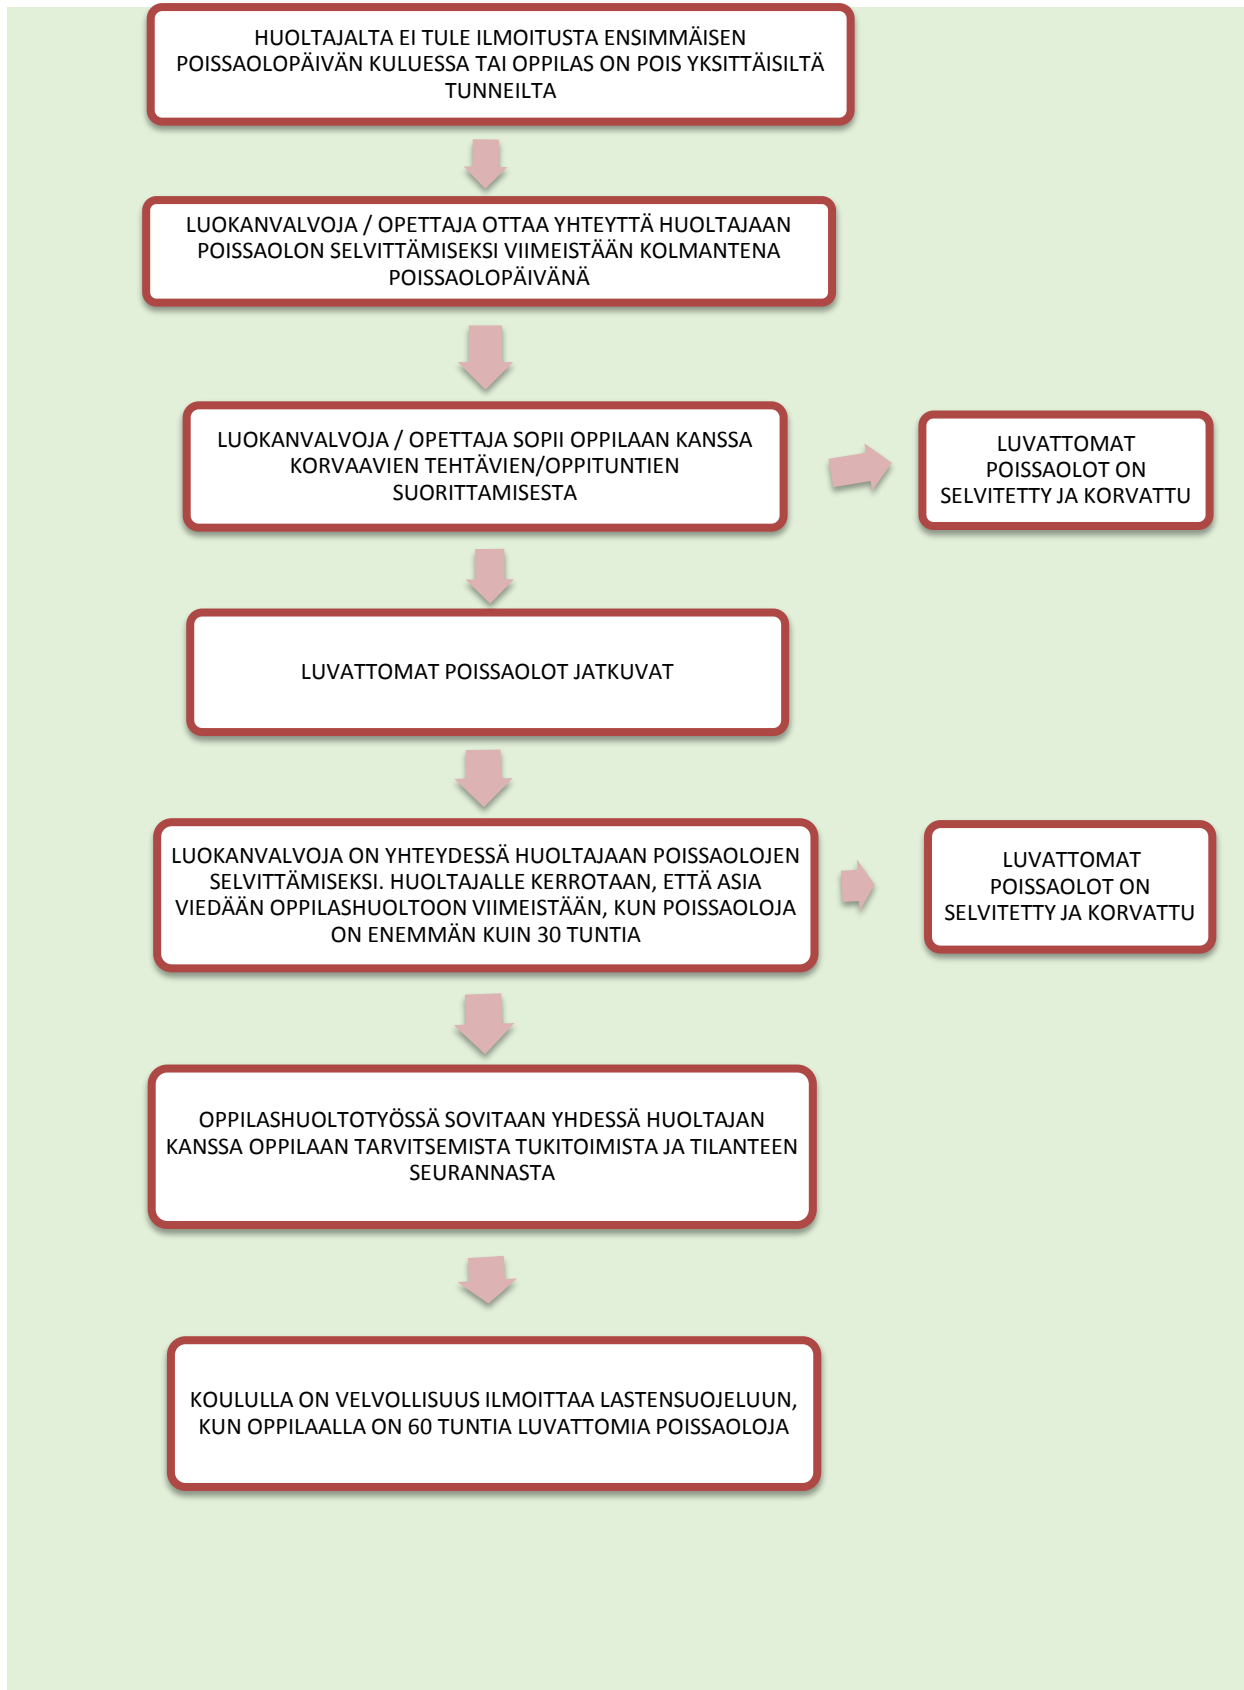 HUOLTAJALTA EI TULE ILMOITUSTA ENSIMMÄISEN
POISSAOLOPÄIVÄN KULUESSA TAI OPPILAS ON POIS YKSITTÄISILTÄ
TUNNEILTA
LUOKANVALVOJA / OPETTAJA OTTAA YHTEYTTÄ HUOLTAJAAN
POISSAOLON SELVITTÄMISEKSI VIIMEISTÄÄN KOLMANTENA
POISSAOLOPÄIVÄNÄ
LUOKANVALVOJA / OPETTAJA SOPII OPPILAAN KANSSA
KORVAAVIEN TEHTÄVIEN/OPPITUNTIEN
SUORITTAMISESTA
LUVATTOMAT
POISSAOLOT ON
SELVITETTY JA KORVATTU
LUVATTOMAT POISSAOLOT JATKUVAT
LUOKANVALVOJA ON YHTEYDESSÄ HUOLTAJAAN POISSAOLOJEN
SELVITTÄMISEKSI. HUOLTAJALLE KERROTAAN, ETTÄ ASIA
VIEDÄÄN OPPILASHUOLTOON VIIMEISTÄÄN, KUN POISSAOLOJA
ON ENEMMÄN KUIN 30 TUNTIA
LUVATTOMAT
POISSAOLOT ON
SELVITETTY JA KORVATTU
OPPILASHUOLTOTYÖSSÄ SOVITAAN YHDESSÄ HUOLTAJAN
KANSSA OPPILAAN TARVITSEMISTA TUKITOIMISTA JA TILANTEEN
SEURANNASTA
KOULULLA ON VELVOLLISUUS ILMOITTAA LASTENSUOJELUUN,
KUN OPPILAALLA ON 60 TUNTIA LUVATTOMIA POISSAOLOJA